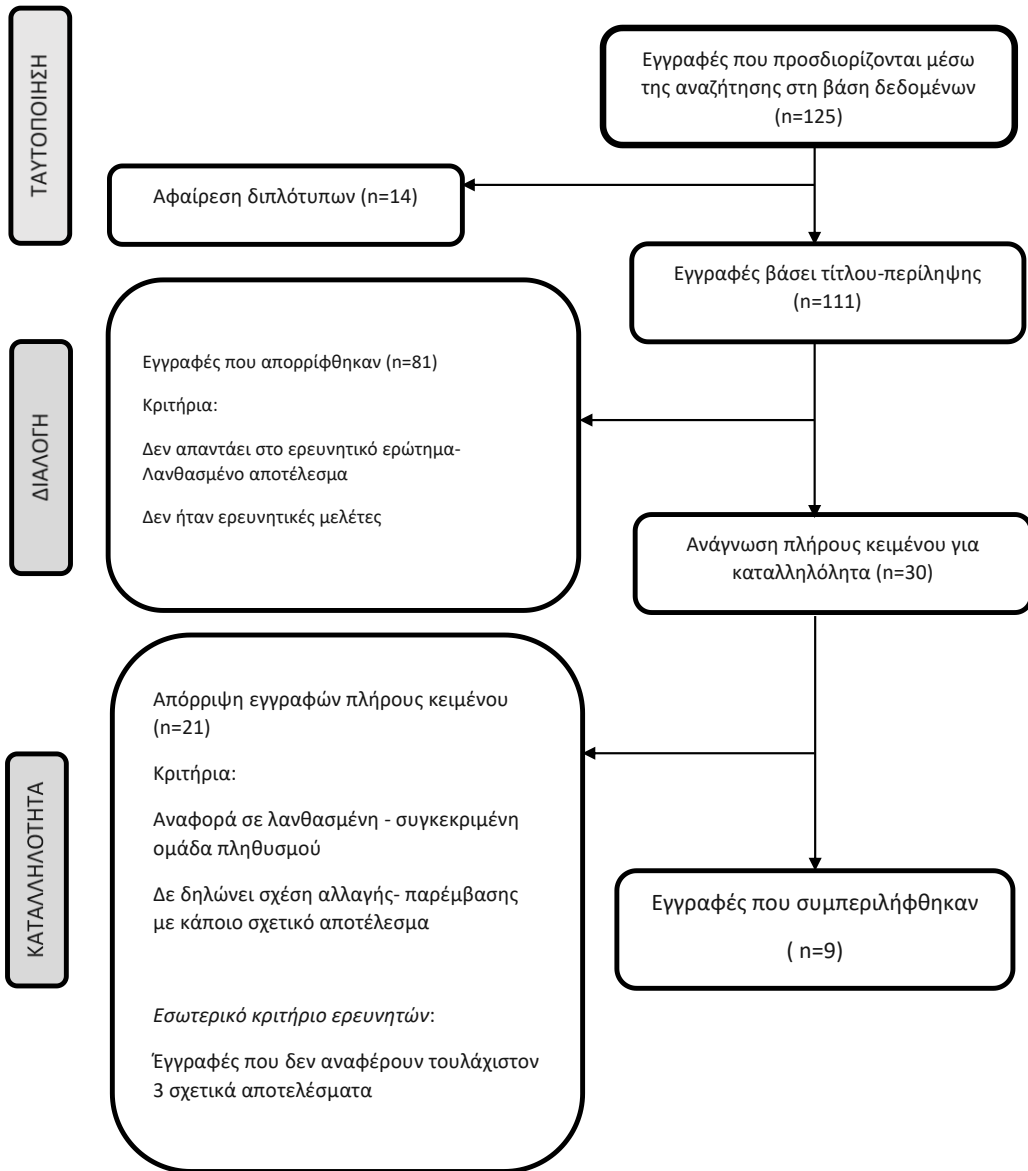 ΤΑΥΤΟΠΟΙΗΣΗ
Εγγραφές που προσδιορίζονται μέσω
της αναζήτησης στη βάση δεδομένων
(n=125)
Αφαίρεση διπλότυπων (n=14)
Εγγραφές βάσει τίτλου-περίληψης
(n=111)
ΔΙΑΛΟΓΗ
Εγγραφές που απορρίφθηκαν (n=81)
Κριτήρια:
Δεν απαντάει στο ερευνητικό ερώτημα-
Λανθασμένο αποτέλεσμα
Δεν ήταν ερευνητικές μελέτες
Ανάγνωση πλήρους κειμένου για
καταλληλόλητα (n=30)
ΚΑΤΑΛΛΗΛΟΤΗΤΑ
Απόρριψη εγγραφών πλήρους κειμένου
(n=21)
Κριτήρια:
Αναφορά σε λανθασμένη - συγκεκριμένη
ομάδα πληθυσμού
Δε δηλώνει σχέση αλλαγής- παρέμβασης
με κάποιο σχετικό αποτέλεσμα
Εσωτερικό κριτήριο ερευνητών:
Έγγραφές που δεν αναφέρουν τουλάχιστον
3 σχετικά αποτελέσματα
Εγγραφές που συμπεριλήφθηκαν
( n=9)